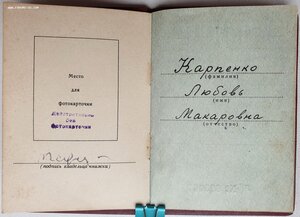 Место
для
фотокарточки
Действительно
без
фотокарточки
(подпись владельца книжки)
Карпенко
(фамилия)
Любовь
(имя)
Макаровна
(отчество)